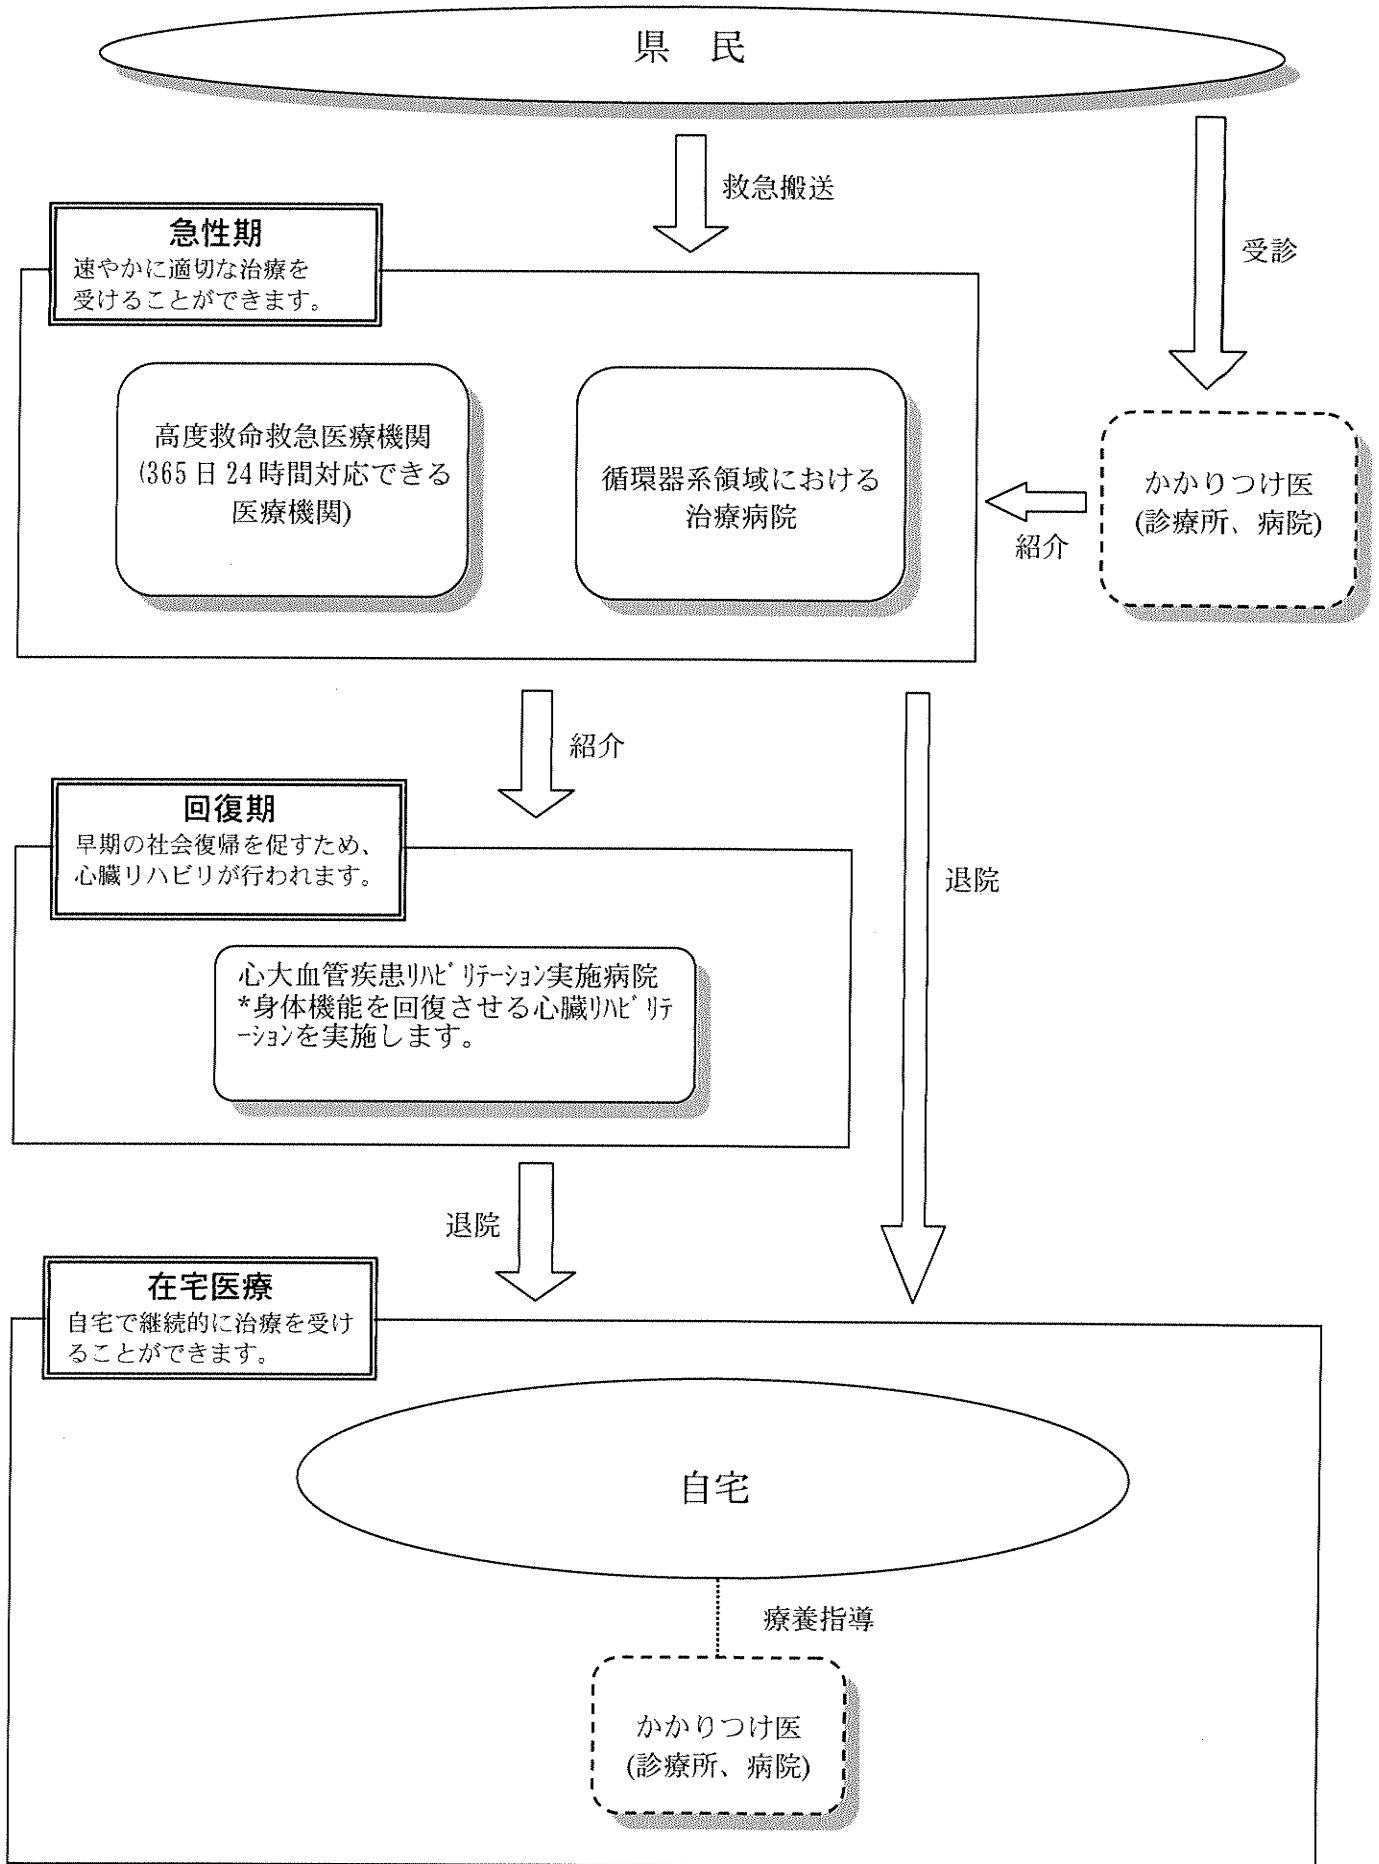 県　民
救急搬送
受診
急性期
速やかに適切な治療を
受けることができます。
高度救命救急医療機関
(365日24時間対応できる
医療機関)
循環器系領域における
治療病院
紹介
かかりつけ医
(診療所、病院)
紹介
退院
回復期
早期の社会復帰を促すため、
心臓リハビリが行われます。
心大血管疾患ﾘﾊﾋﾞﾘﾃｰｼｮﾝ実施病院
*身体機能を回復させる心臓ﾘﾊﾋﾞﾘﾃ
ｰｼｮﾝを実施します。
退院
在宅医療
自宅で継続的に治療を受け
ることができます。
自宅
療養指導
かかりつけ医
(診療所、病院)